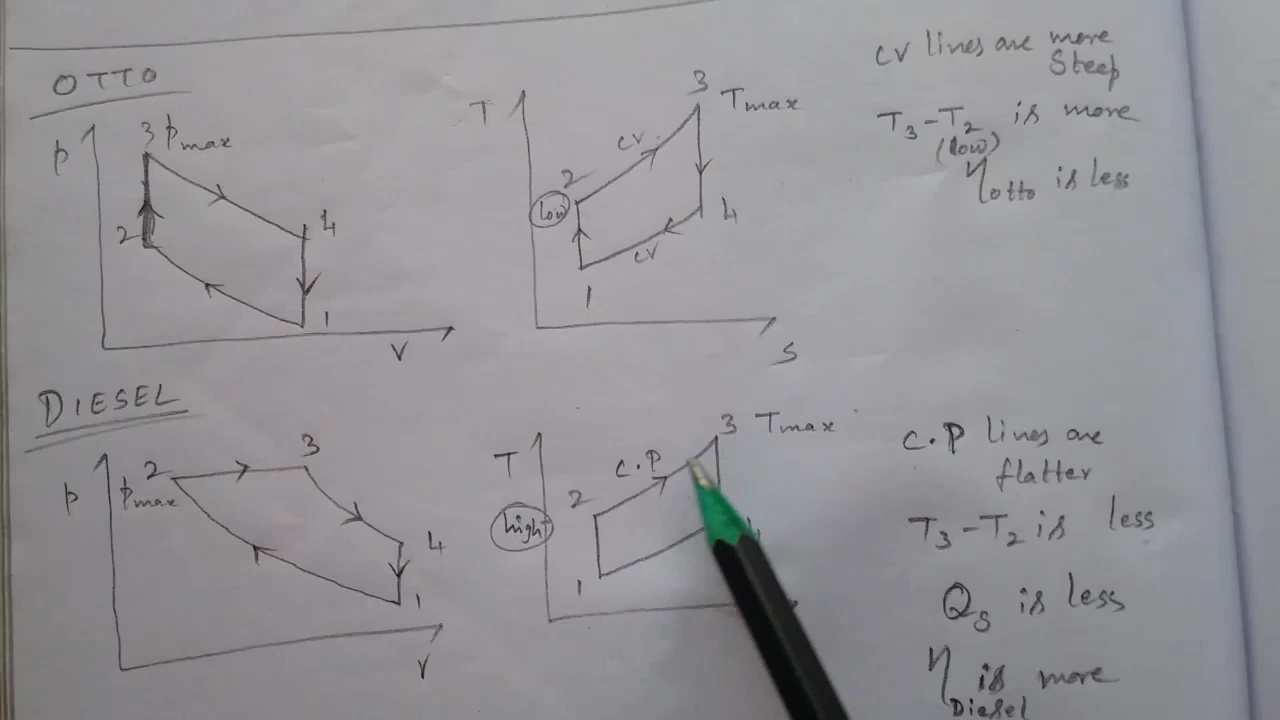 OTTO
p
3 pmax
2
4
1
V
T
3 Tmax
2
cv
low
4
cv
1
S
cv lines are more
Steep
T3-T2 is more
(low)
ηotto is less
DIESEL
p
2
pmax
3
4
1
V
T
3 Tmax
2
C.P
high
1
C.P lines are
flatter
T3-T2 is less
Qs is less
η is more
Diesel